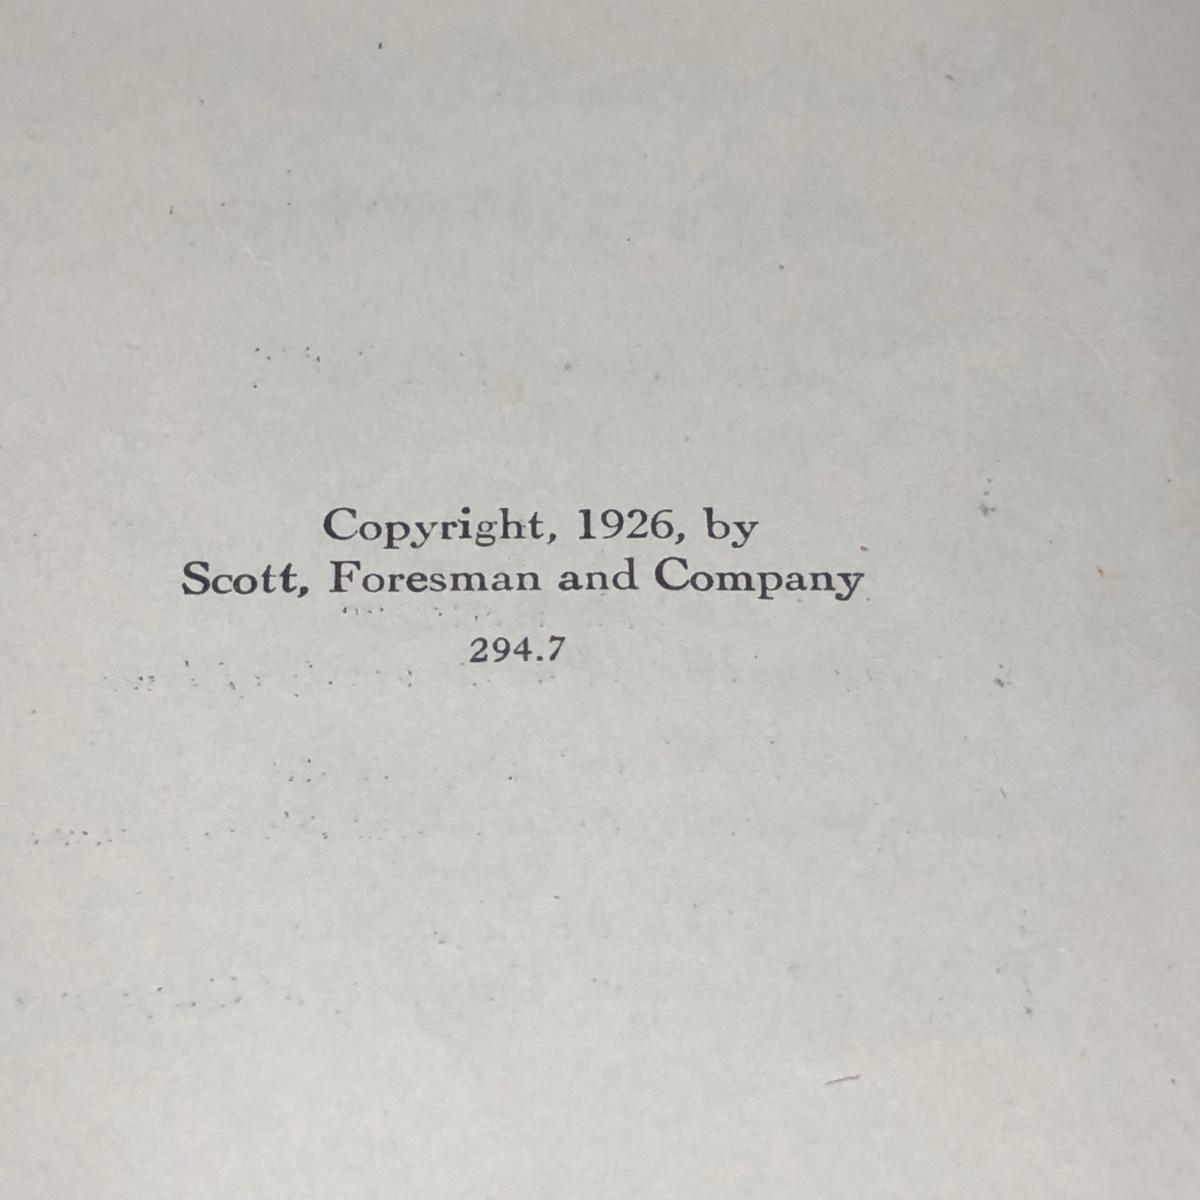 Copyright, 1926, by
Scott, Foresman and Company
294.7